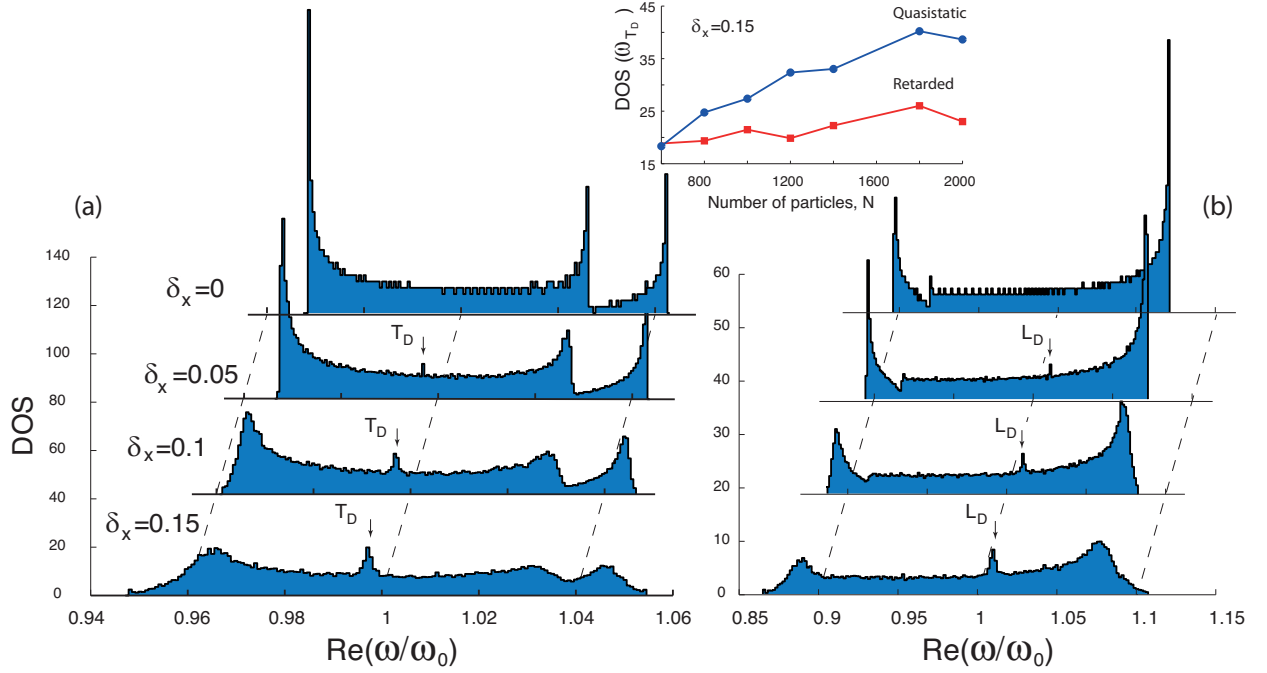 δx=0.15
Quasistatic
Retarded
DOS (ωTD)
45
35
25
15
800
1200
1600
2000
Number of particles, N
(a)
(b)
DOS
140
120
100
80
60
40
20
0
δx=0
δx=0.05
δx=0.1
δx=0.15
TD
TD
TD
0.94
0.96
0.98
1
1.02
1.04
1.06
Re(ω/ω0)
60
50
40
30
20
10
0
LD
LD
LD
0.85
0.9
0.95
1
1.05
1.1
1.15
Re(ω/ω0)